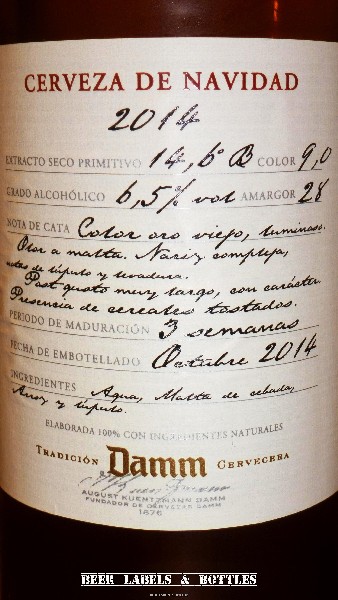 CERVEZA DE NAVIDAD
2014
EXTRACTO SECO PRIMITIVO 14,6º B COLOR 9,0
GRADO ALCOHÓLICO 6,5% vol AMARGOR 28
NOTA DE CATA Color oro viejo, luminoso.
Olor a malta. Nariz compleja,
notas de lúpulo y levadura.
Post gusto muy largo, con carácter.
Presencia de cereales tostados.
PERIODO DE MADURACIÓN 3 semanas
FECHA DE EMBOTELLADO Octubre 2014
INGREDIENTES Agua, Malta de cebada,
Arroz y lúpulo.
ELABORADA 100% CON INGREDIENTES NATURALES
TRADICIÓN Damm CERVECERA
AUGUST KUENTZMANN DAMM
FUNDADOR DE CERVEZAS DAMM
1876
BEER LABELS & BOTTLES